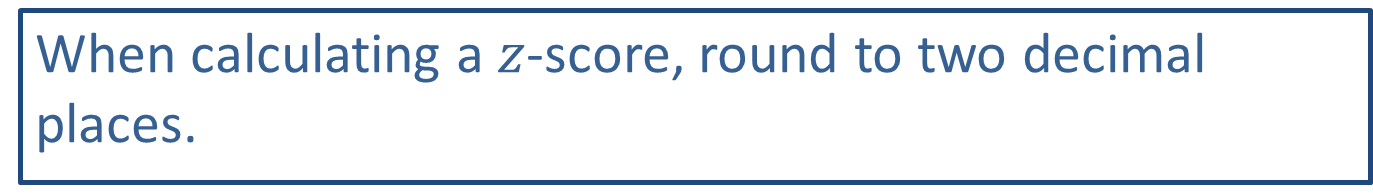 When calculating a z-score, round to two decimal
places.